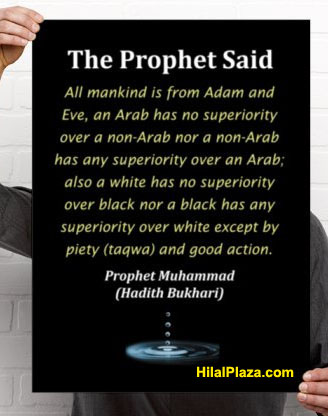 The Prophet Said
All mankind is from Adam and
Eve, an Arab has no superiority
over a non-Arab nor a non-Arab
has any superiority over an Arab;
also a white has no superiority
over black nor a black has any
superiority over white except by
piety (taqwa) and good action.
Prophet Muhammad
(Hadith Bukhari)
HilalPlaza.com